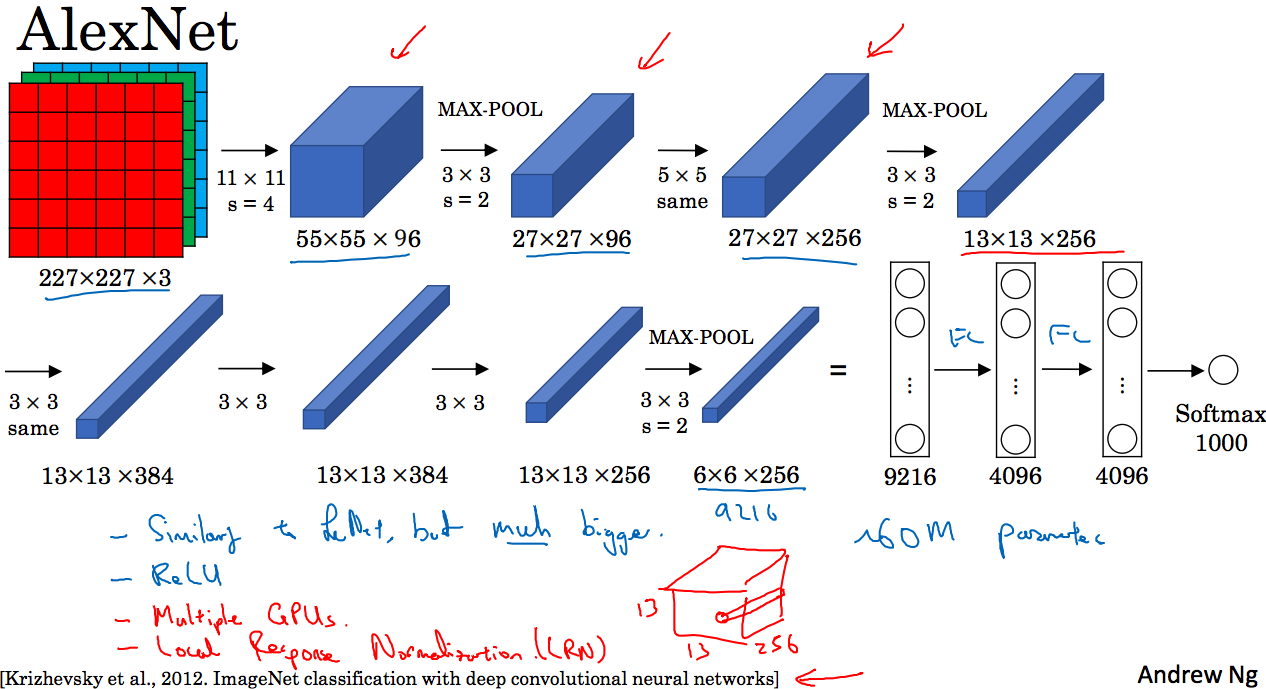 AlexNet
MAX-POOL
MAX-POOL
11 × 11
s = 4
3 × 3
s = 2
5 × 5
same
3 × 3
s = 2
55×55 × 96
27×27 ×96
27×27 ×256
13×13 ×256
227×227 ×3
FC
FC
MAX-POOL
3 × 3
same
3 × 3
3 × 3
3 × 3
s = 2
=
⋮
⋮
⋮
Softmax
1000
13×13 ×384
13×13 ×384
13×13 ×256
6×6 ×256
9216
4096
4096
9216
- Similarity to LeNet, but much bigger.
~60M parameters
- ReLU
- Multiple GPUs.
13
13
256
- Local Response Normalization (LRN)
[Krizhevsky et al., 2012. ImageNet classification with deep convolutional neural networks]
Andrew Ng